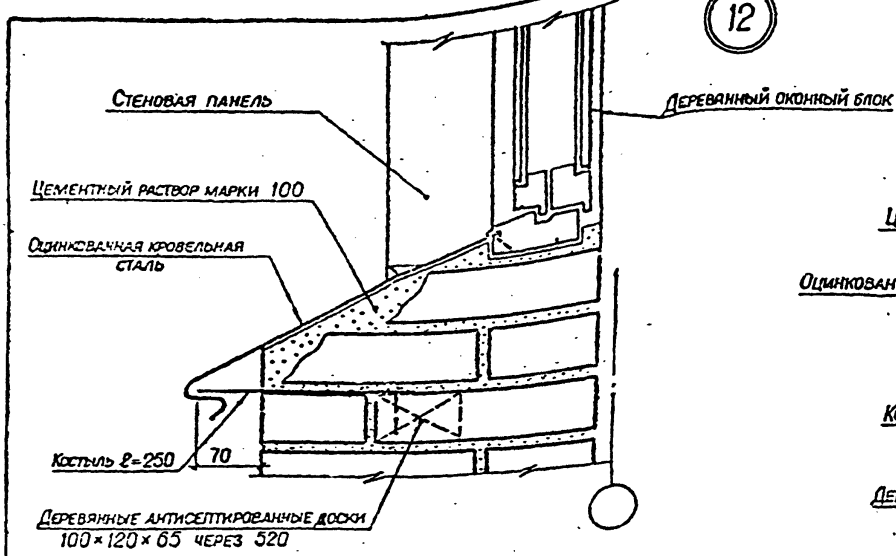 12
Стеновая панель
Деревянный оконный блок
Цементный раствор марки 100
Оцинкованная кровельная
сталь
Оцинкован
Костыль ℓ=250
70
Деревянные антисептированные доски
100×120×65 через 520